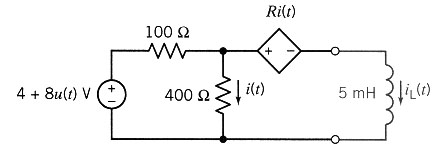 Ri(t)
100 Ω
+ −
4 + 8u(t) V
+
−
400 Ω
i(t)
5 mH
iL(t)